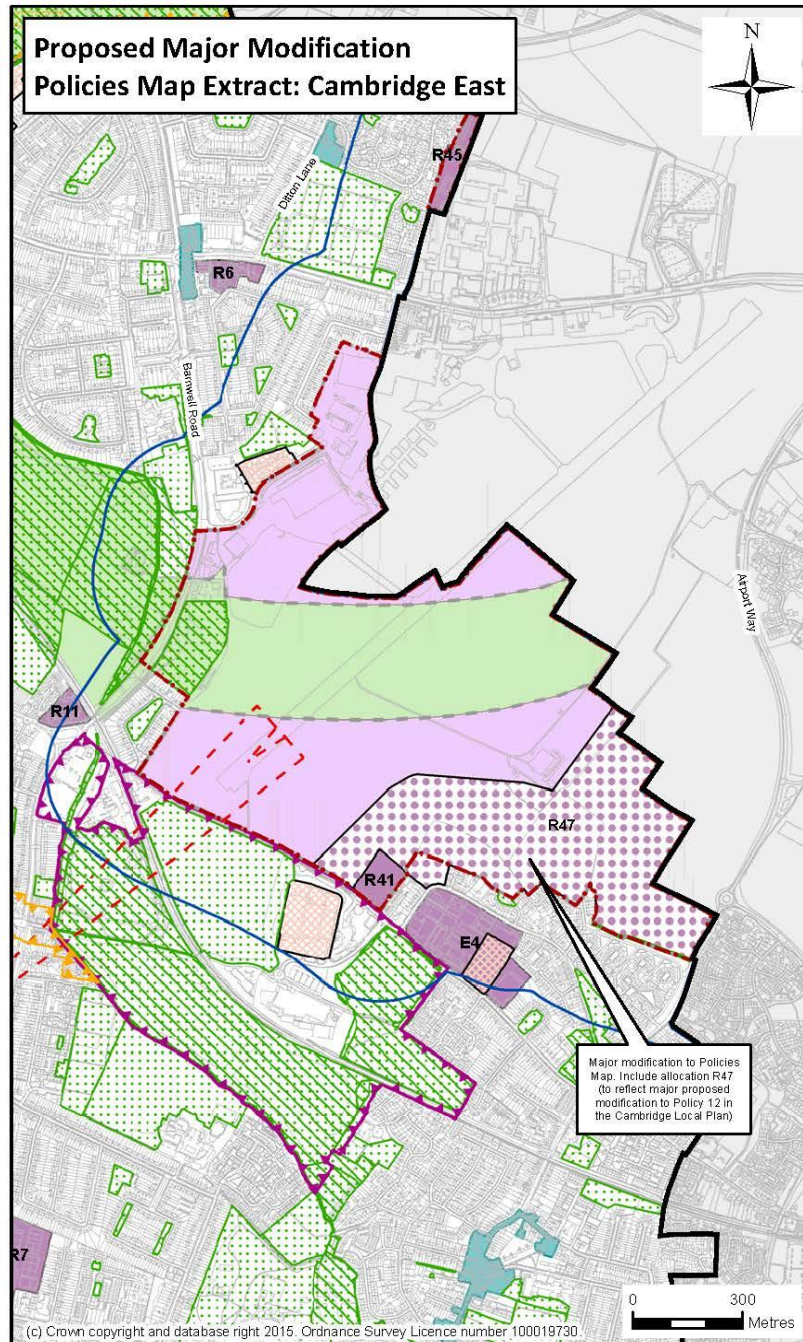 Proposed Major Modification
Policies Map Extract: Cambridge East
N
R45
Ditton Lane
R6
Barnwell Road
Airport Way
R11
R47
R41
E4
Major modification to Policies
Map. Include allocation R47
(to reflect major proposed
modification to Policy 12 in
the Cambridge Local Plan)
R7
0 300
Metres
(c) Crown copyright and database right 2015. Ordnance Survey Licence number 100019730.